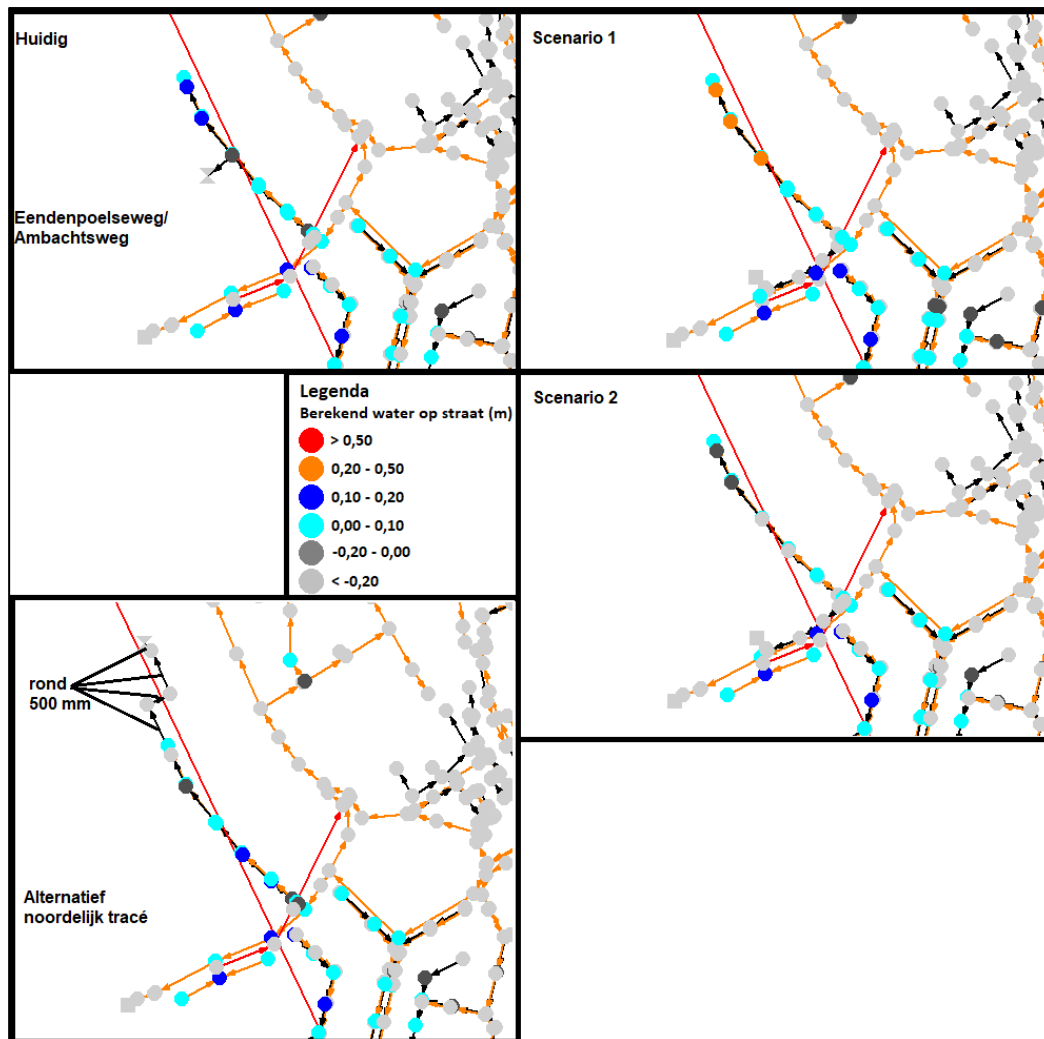 Huidig
Scenario 1
Eendenpoelseweg/
Ambachtsweg
Legenda
Berekend water op straat (m)
> 0,50
0,20 - 0,50
0,10 - 0,20
0,00 - 0,10
-0,20 - 0,00
< -0,20
Scenario 2
rond
500 mm
Alternatief
noordelijk tracé